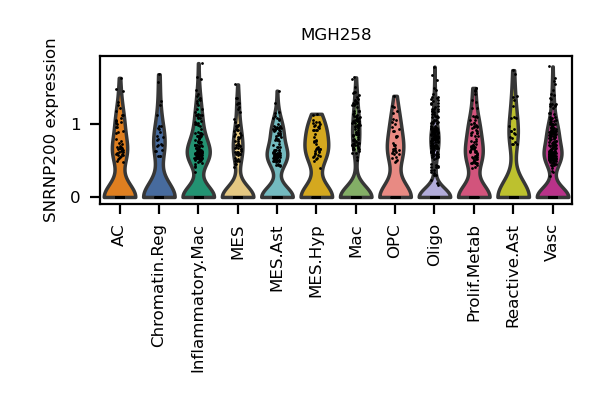 MGH258
SNRNP200 expression
1
0
AC
Chromatin.Reg
Inflammatory.Mac
MES
MES.Ast
MES.Hyp
Mac
OPC
Oligo
Prolif.Metab
Reactive.Ast
Vasc